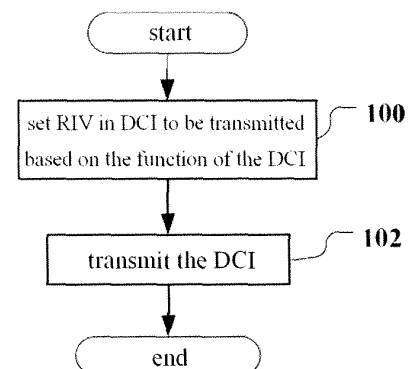 start
set RIV in DCI to be transmitted
based on the function of the DCI
100
transmit the DCI
102
end